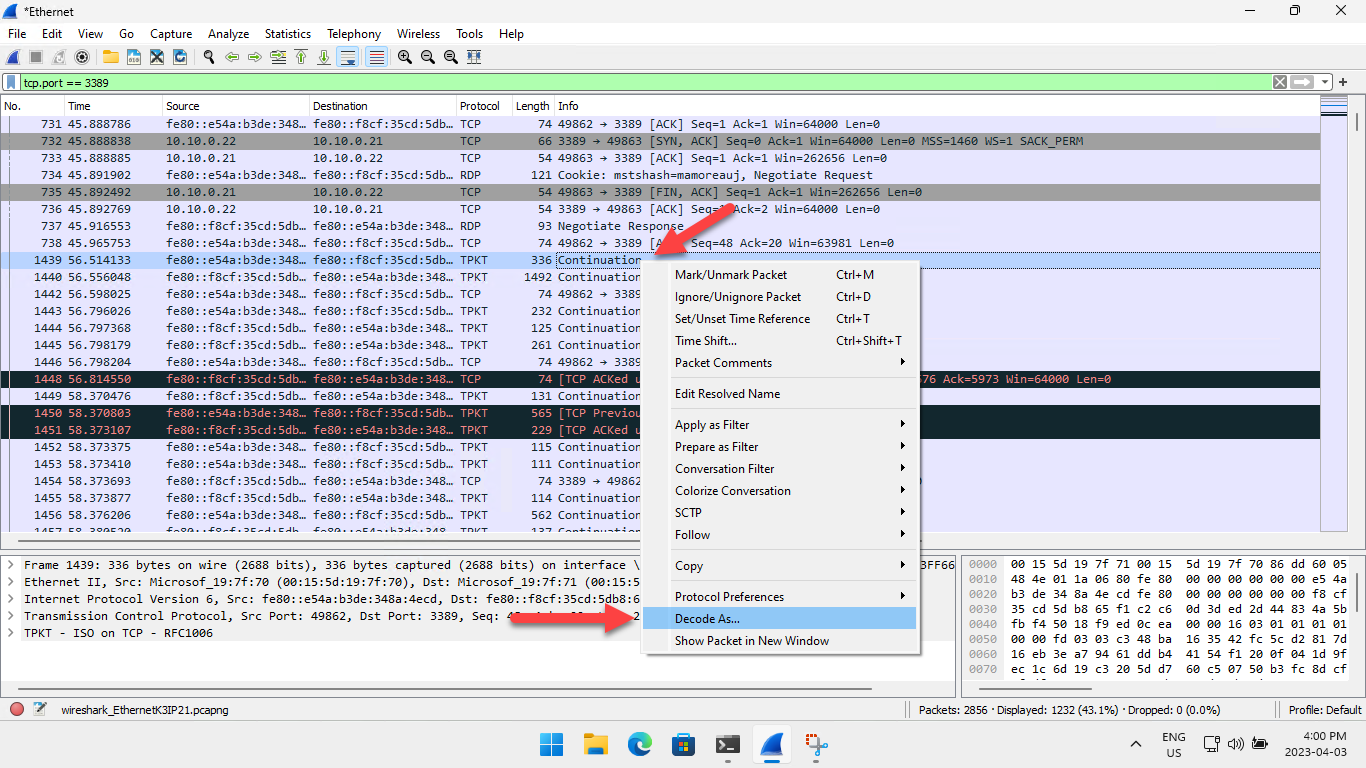 *Ethernet
File Edit View Go Capture Analyze Statistics Telephony Wireless Tools Help
tcp.port == 3389
No. Time Source Destination Protocol Length Info
731 45.888786 fe80::e54a:b3de:348… fe80::f8cf:35cd:5db… TCP 74 49862 → 3389 [ACK] Seq=1 Ack=1 Win=64000 Len=0
732 45.888838 10.10.0.22 10.10.0.21 TCP 66 3389 → 49863 [SYN, ACK] Seq=0 Ack=1 Win=64000 Len=0 MSS=1460 WS=1 SACK_PERM
733 45.888885 10.10.0.21 10.10.0.22 TCP 54 49863 → 3389 [ACK] Seq=1 Ack=1 Win=262656 Len=0
734 45.891902 fe80::e54a:b3de:348… fe80::f8cf:35cd:5db… RDP 121 Cookie: mstshash=mamoreauj, Negotiate Request
735 45.892492 10.10.0.21 10.10.0.22 TCP 54 49863 → 3389 [FIN, ACK] Seq=1 Ack=1 Win=262656 Len=0
736 45.892769 10.10.0.22 10.10.0.21 TCP 54 3389 → 49863 [ACK] Seq=1 Ack=2 Win=64000 Len=0
737 45.916553 fe80::f8cf:35cd:5db… fe80::e54a:b3de:348… RDP 93 Negotiate Response
738 45.965753 fe80::e54a:b3de:348… fe80::f8cf:35cd:5db… TCP 74 49862 → 3389 Seq=48 Ack=20 Win=63981 Len=0
1439 56.514133 fe80::e54a:b3de:348… fe80::f8cf:35cd:5db… TPKT 336 Continuation
1440 56.556048 fe80::f8cf:35cd:5db… fe80::e54a:b3de:348… TPKT 1492 Continuation
1442 56.598025 fe80::e54a:b3de:348… fe80::f8cf:35cd:5db… TCP 74 49862 → 3389
1443 56.796026 fe80::e54a:b3de:348… fe80::f8cf:35cd:5db… TPKT 232 Continuation
1444 56.797368 fe80::f8cf:35cd:5db… fe80::e54a:b3de:348… TPKT 125 Continuation
1445 56.798179 fe80::e54a:b3de:348… fe80::f8cf:35cd:5db… TPKT 261 Continuation
1446 56.798204 fe80::e54a:b3de:348… fe80::f8cf:35cd:5db… TCP 74 49862 → 3389
1448 56.814550 fe80::f8cf:35cd:5db… fe80::e54a:b3de:348… TCP 74 [TCP ACKed u 576 Ack=5973 Win=64000 Len=0
1449 58.370476 fe80::f8cf:35cd:5db… fe80::e54a:b3de:348… TPKT 131 Continuation
1450 58.370803 fe80::e54a:b3de:348… fe80::f8cf:35cd:5db… TPKT 565 [TCP Previou
1451 58.373107 fe80::f8cf:35cd:5db… fe80::e54a:b3de:348… TPKT 229 [TCP ACKed u
1452 58.373375 fe80::e54a:b3de:348… fe80::f8cf:35cd:5db… TPKT 115 Continuation
1453 58.373410 fe80::e54a:b3de:348… fe80::f8cf:35cd:5db… TPKT 111 Continuation
1454 58.373693 fe80::f8cf:35cd:5db… fe80::e54a:b3de:348… TCP 74 3389 → 49862
1455 58.373877 fe80::e54a:b3de:348… fe80::f8cf:35cd:5db… TPKT 114 Continuation
1456 58.376206 fe80::e54a:b3de:348… fe80::f8cf:35cd:5db… TPKT 562 Continuation
Mark/Unmark Packet Ctrl+M
Ignore/Unignore Packet Ctrl+D
Set/Unset Time Reference Ctrl+T
Time Shift... Ctrl+Shift+T
Packet Comments
Edit Resolved Name
Apply as Filter
Prepare as Filter
Conversation Filter
Colorize Conversation
SCTP
Follow
Copy
Protocol Preferences
Decode As...
Show Packet in New Window
Frame 1439: 336 bytes on wire (2688 bits), 336 bytes captured (2688 bits) on interface \ 3FF66
Ethernet II, Src: Microsof_19:7f:70 (00:15:5d:19:7f:70), Dst: Microsof_19:7f:71 (00:15:5
Internet Protocol Version 6, Src: fe80::e54a:b3de:348a:4ecd, Dst: fe80::f8cf:35cd:5db8:6
Transmission Control Protocol, Src Port: 49862, Dst Port: 3389, Seq:
TPKT - ISO on TCP - RFC1006
0000 00 15 5d 19 7f 71 00 15 5d 19 7f 70 86 dd 60 05
0010 48 4e 01 1a 06 80 fe 80 00 00 00 00 00 00 e5 4a
0020 b3 de 34 8a 4e cd fe 80 00 00 00 00 00 00 f8 cf
0030 35 cd 5d b8 65 f1 c2 c6 0d 3d ed 2d 44 83 4a 5b
0040 fb f4 50 18 f9 ed 0c ea 00 00 16 03 01 01 01 01
0050 00 00 fd 03 03 c3 48 ba 16 35 42 fc 5c d2 81 7d
0060 16 eb 3e a7 94 61 dd b4 41 54 f1 20 0f 04 1d 9f
0070 ec 1c 6d 19 c3 20 5d d7 60 c5 07 50 b3 fc 8d cf
wireshark_EthernetK3IP21.pcapng
Packets: 2856 · Displayed: 1232 (43.1%) · Dropped: 0 (0.0%)
Profile: Default
ENG
US
4:00 PM
2023-04-03